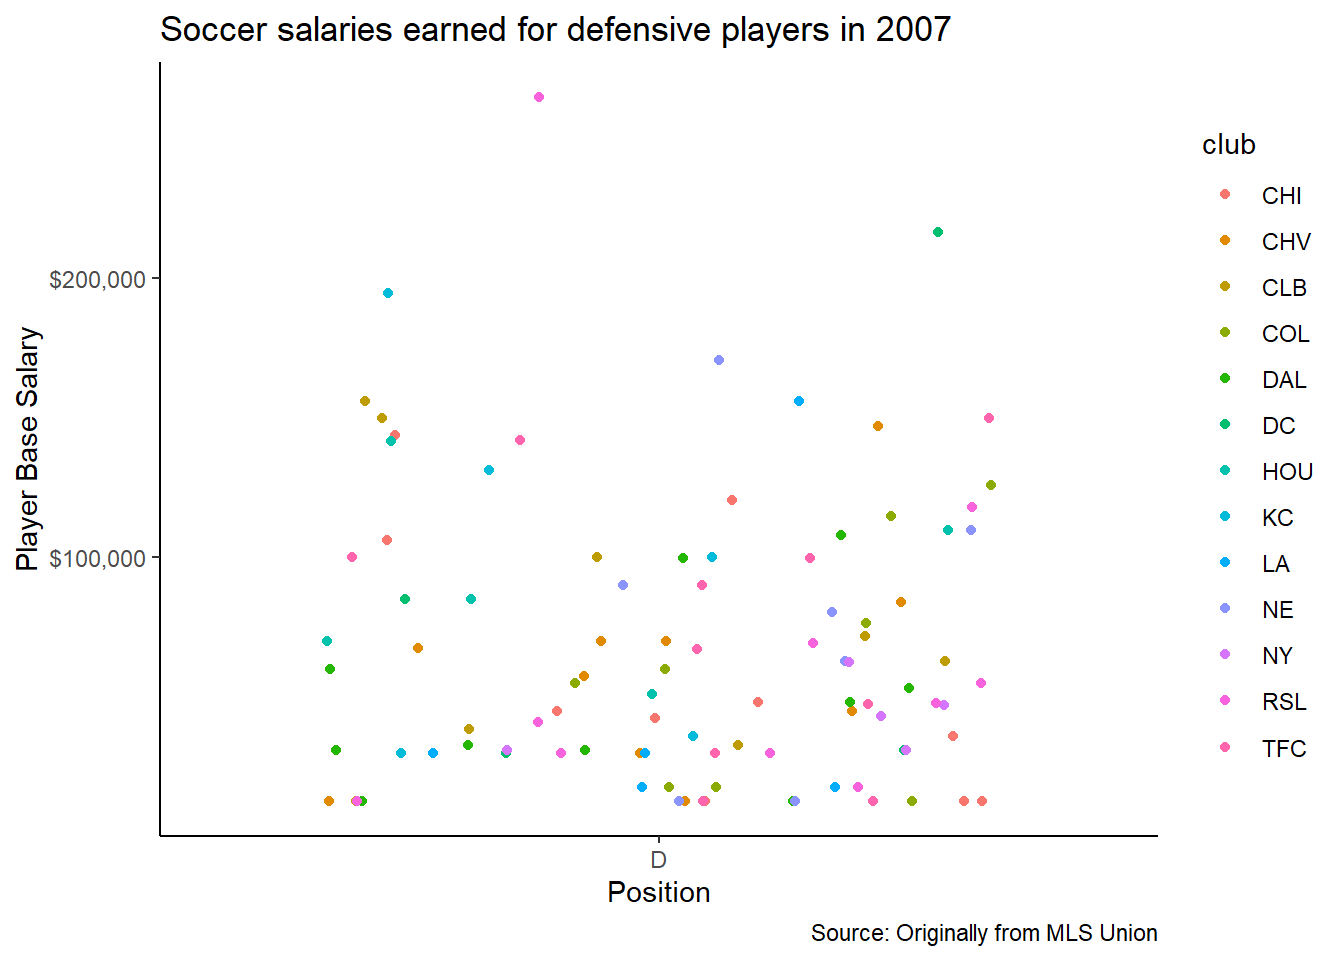 Soccer salaries earned for defensive players in 2007
Player Base Salary
$200,000
$100,000
D
Position
club
CHI
CHV
CLB
COL
DAL
DC
HOU
KC
LA
NE
NY
RSL
TFC
Source: Originally from MLS Union